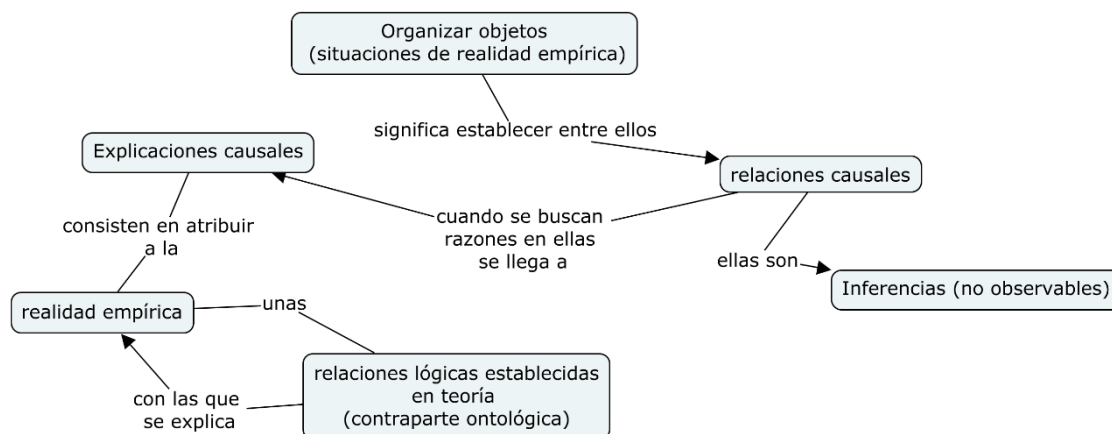 Organizar objetos
(situaciones de realidad empírica)
significa establecer entre ellos
Explicaciones causales
relaciones causales
consisten en atribuir
a la
cuando se buscan
razones en ellas
se llega a
ellas son
Inferencias (no observables)
realidad empírica
unas
relaciones lógicas establecidas
en teoría
(contraparte ontológica)
con las que
se explica